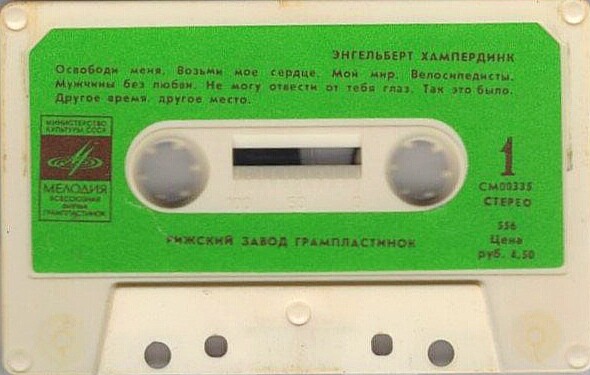 ЭНГЕЛЬБЕРТ ХАМПЕРДИНК
Освободи меня. Возьми мое сердце. Мой мир. Велосипедисты.
Мужчины без любви. Не могу отвести от тебя глаз. Так это было.
Другое время, другое место.
МИНИСТЕРСТВО
КУЛЬТУРЫ СССР
МЕЛОДИЯ
ВСЕСОЮЗНАЯ
ФИРМА
ГРАМПЛАСТИНОК
1
СМ00335
СТЕРЕО
556
Цена
руб. 4,50
РИЖСКИЙ ЗАВОД ГРАМПЛАСТИНОК
50